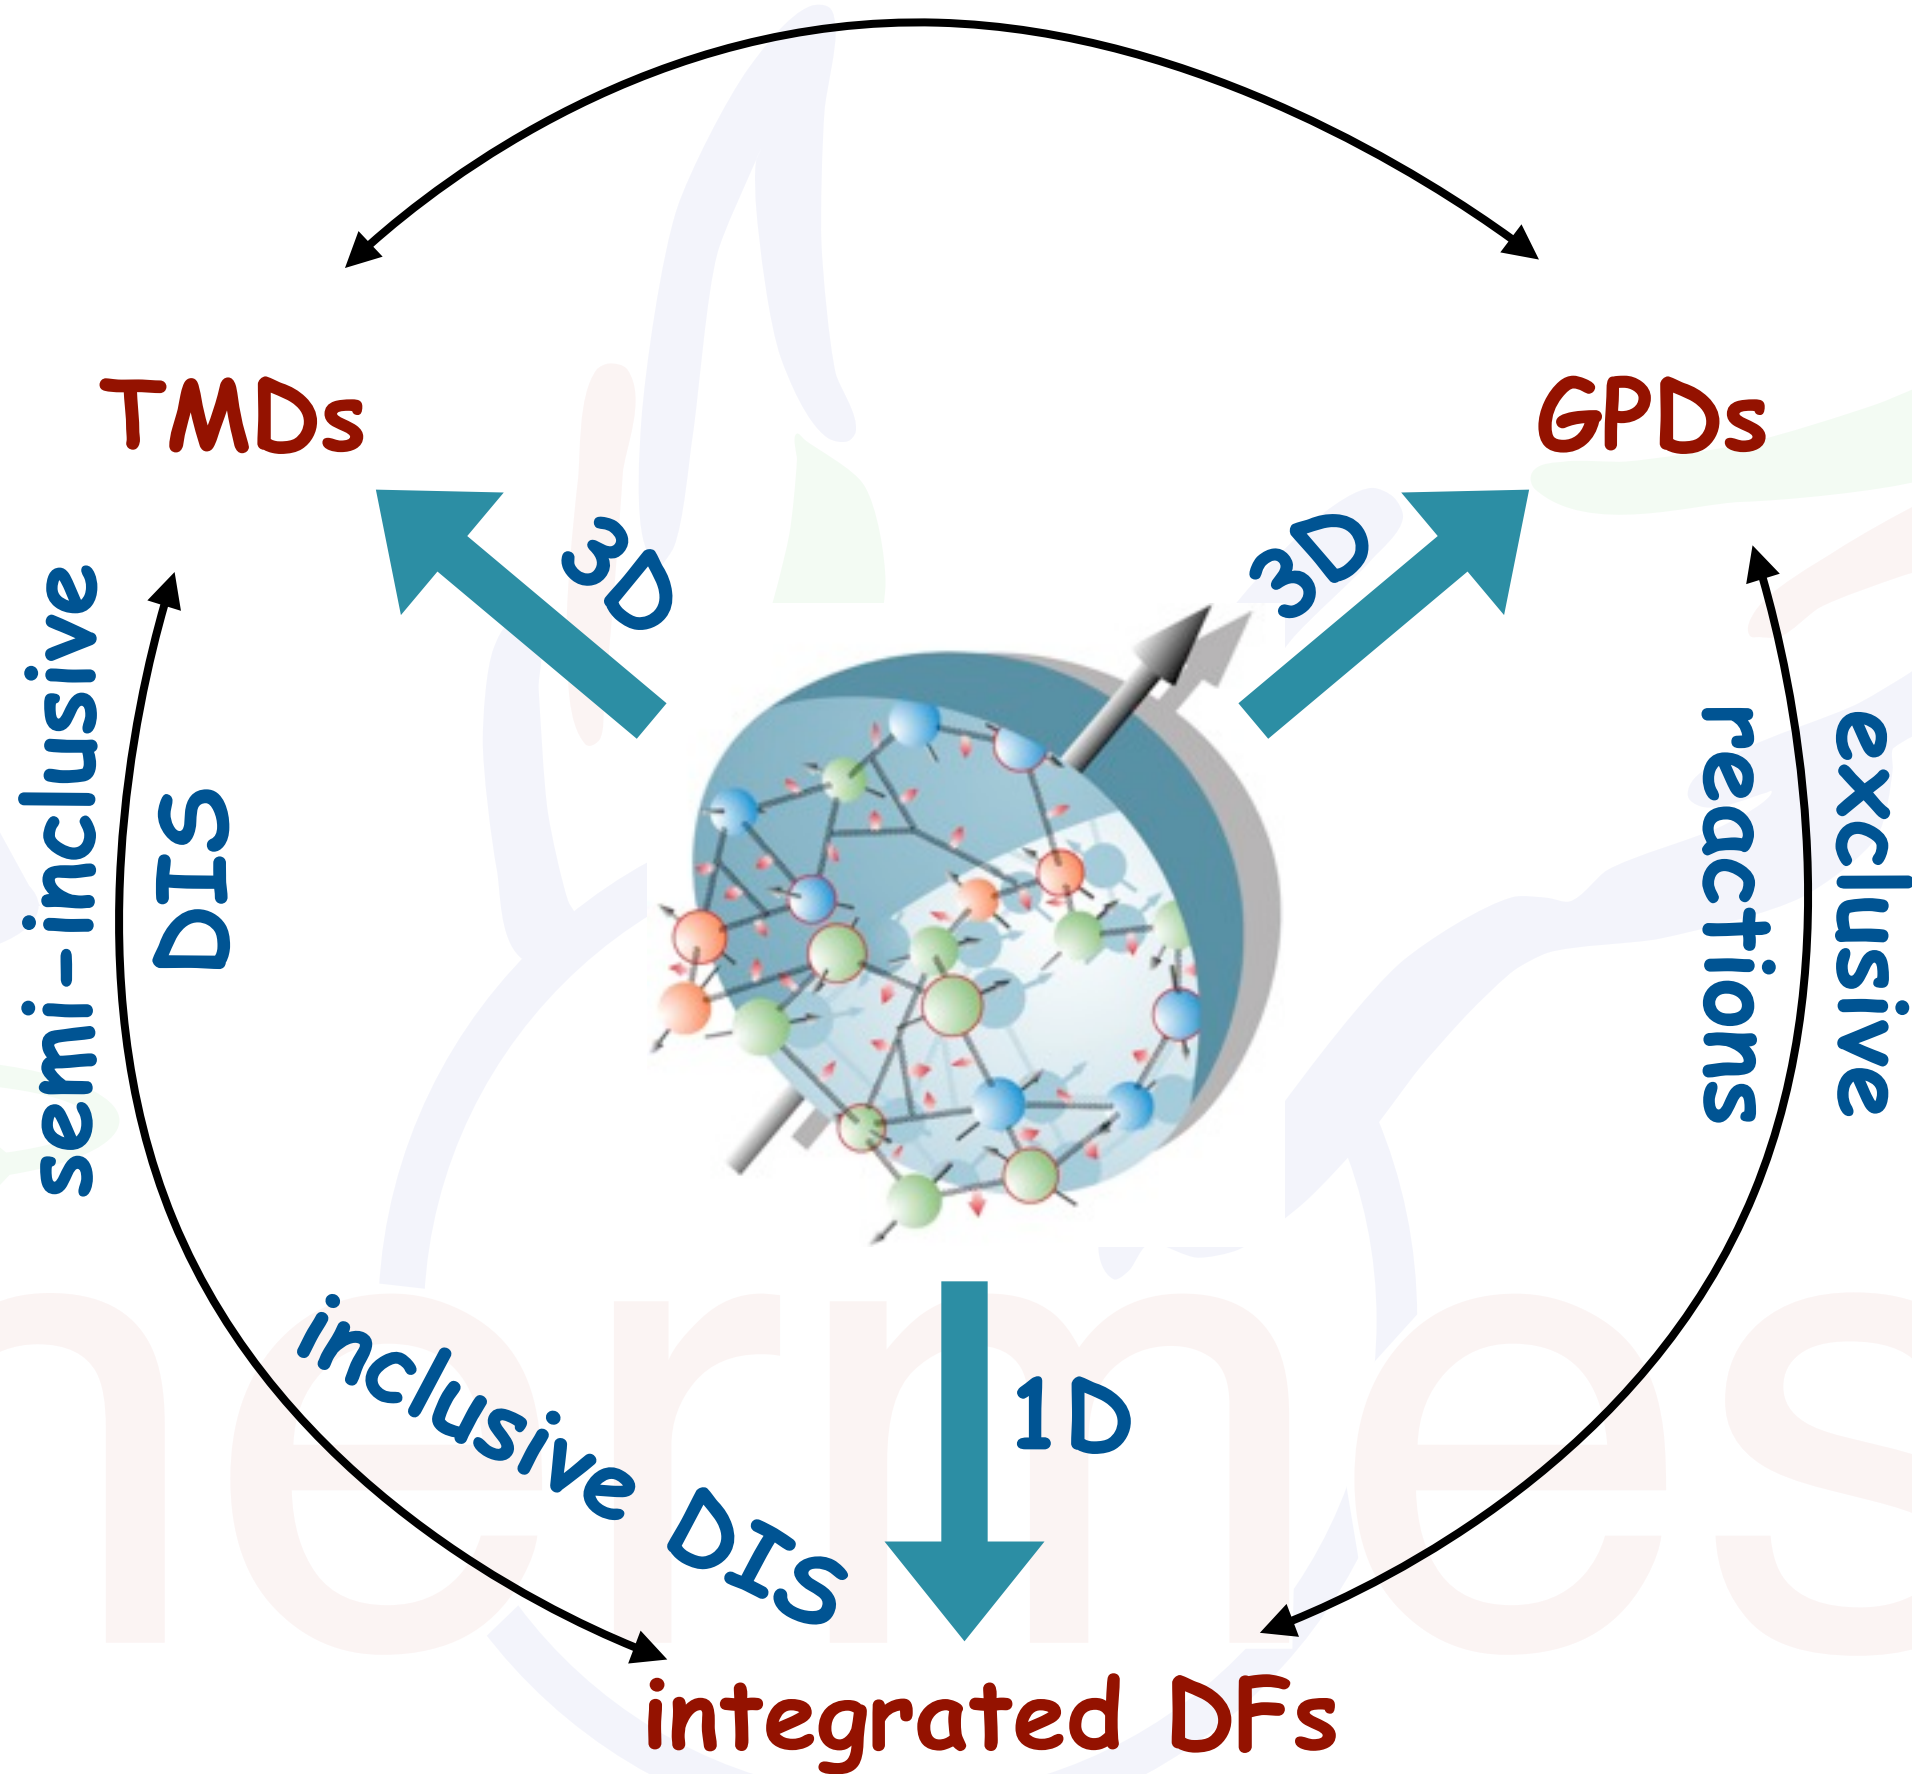 TMDs
GPDs
3D
3D
semi-inclusive
DIS
exclusive
reactions
inclusive DIS
1D
integrated DFs
hermes